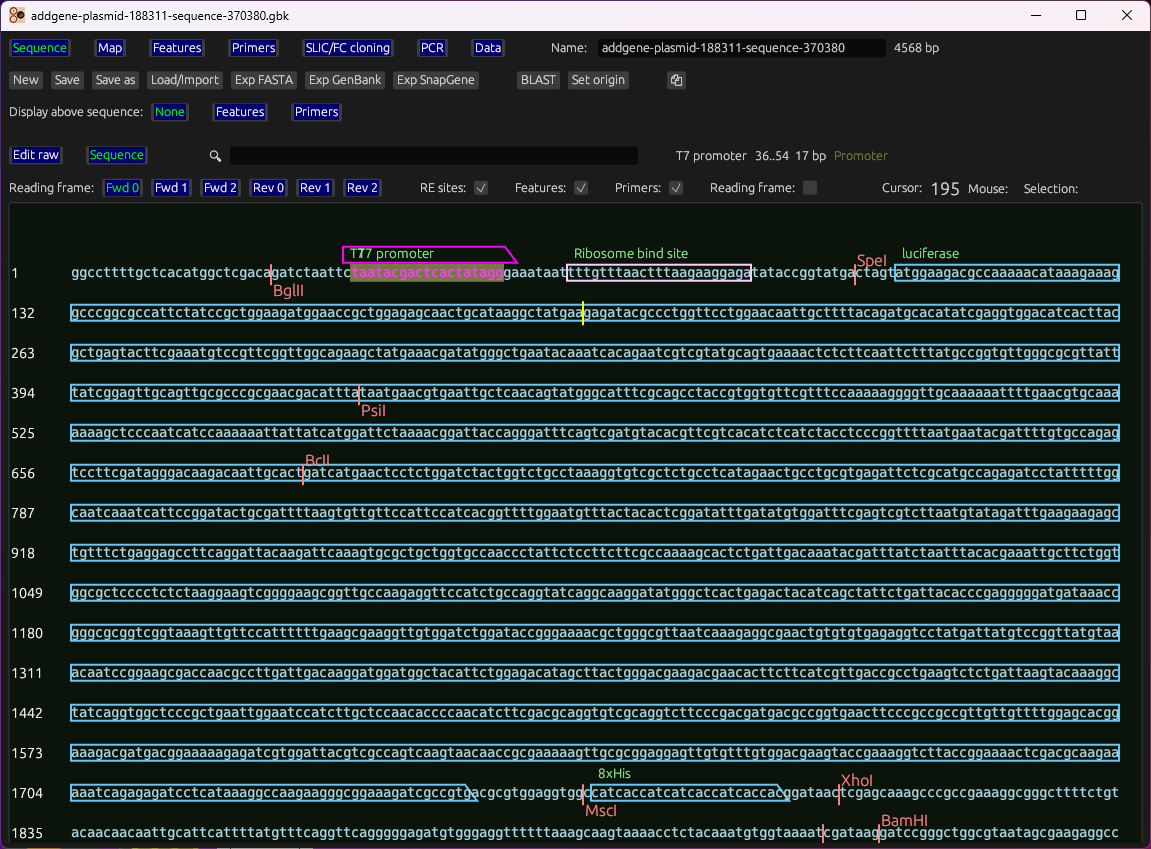 addgene-plasmid-188311-sequence-370380.gbk
Sequence Map Features Primers SLIC/FC cloning PCR Data Name: addgene-plasmid-188311-sequence-370380 4568 bp
New Save Save as Load/Import Exp FASTA Exp GenBank Exp SnapGene BLAST Set origin
Display above sequence: None Features Primers
Edit raw Sequence T7 promoter 36..54 17 bp Promoter
Reading frame: Fwd 0 Fwd 1 Fwd 2 Rev 0 Rev 1 Rev 2 RE sites: Features: Primers: Reading frame: Cursor: 195 Mouse: Selection:
T7 promoter Ribosome bind site luciferase
SpeI
1 ggccttttgctcacatggctcgacagatctaattctaatacgactcactatagggaaataattttgtttaactttaagaaggagatataccggtatgactagtatggaagacgccaaaaacataaagaaag
BglII
132 gcccggcgccattctatccgctggaagatggaaccgctggagagcaactgcataaggctatgaagagatacgccctggttcctggaacaattgcttttacagatgcacatatcgaggtggacatcacttac
263 gctgagtacttcgaaatgtccgttcggttggcagaagctatgaaacgatatgggctgaatacaaatcacagaatcgtcgtatgcagtgaaaactctcttcaattctttatgccggtgttgggcgcgttatt
394 tatcggagttgcagttgcgcccgcgaacgacatttataatgaacgtgaattgctcaacagtatgggcatttcgcagcctaccgtggtgttcgtttccaaaaaggggttgcaaaaaattttgaacgtgcaaa
PsiI
525 aaaagctcccaatcatccaaaaaattattatcatggattctaaaacggattaccagggatttcagtcgatgtacacgttcgtcacatctcatctacctcccggttttaatgaatacgattttgtgccagag
BclI
656 tccttcgatagggacaagacaattgcactgatcatgaactcctctggatctactggtctgcctaaaggtgtcgctctgcctcatagaactgcctgcgtgagattctcgcatgccagagatcctatttttgg
787 caatcaaatcattccggatactgcgattttaagtgttgttccattccatcacggttttggaatgtttactacactcggatatttgatatgtggatttcgagtcgtcttaatgtatagatttgaagaagagc
918 tgtttctgaggagccttcaggattacaagattcaaagtgcgctgctggtgccaaccctattctccttcttcgccaaaagcactctgattgacaaatacgatttatctaatttacacgaaattgcttctggt
1049 ggcgctcccctctctaaggaagtcggggaagcggttgccaagaggttccatctgccaggtatcaggcaaggatatgggctcactgagactacatcagctattctgattacacccgagggggatgataaacc
1180 gggcgcggtcggtaaagttgttccattttttgaagcgaaggttgtggatctggataccgggaaaacgctgggcgttaatcaaagaggcgaactgtgtgtgagaggtcctatgattatgtccggttatgtaa
1311 acaatccggaagcgaccaacgccttgattgacaaggatggatggctacattctggagacatagcttactgggacgaagacgaacacttcttcatcgttgaccgcctgaagtctctgattaagtacaaaggc
1442 tatcaggtggctcccgctgaattggaatccatcttgctccaacaccccaacatcttcgacgcaggtgtcgcaggtcttcccgacgatgacgccggtgaacttcccgccgccgttgttgttttggagcacgg
1573 aaagacgatgacggaaaaagagatcgtggattacgtcgccagtcaagtaacaaccgcgaaaaagttgcgcggaggagttgtgtttgtggacgaagtaccgaaaggtcttaccggaaaactcgacgcaagaa
8xHis
XhoI
1704 aaatcagagagatcctcataaaggccaagaagggcggaaagatcgccgtgacgcgtggaggtggccatcaccatcatcaccatcaccacggataactcgagcaaagcccgccgaaaggcgggcttttctgt
MscI
BamHI
1835 acaacaacaattgcattcattttatgtttcaggttcagggggagatgtgggaggttttttaaagcaagtaaaacctctacaaatgtggtaaaatcgataaggatccgggctggcgtaatagcgaagaggcc